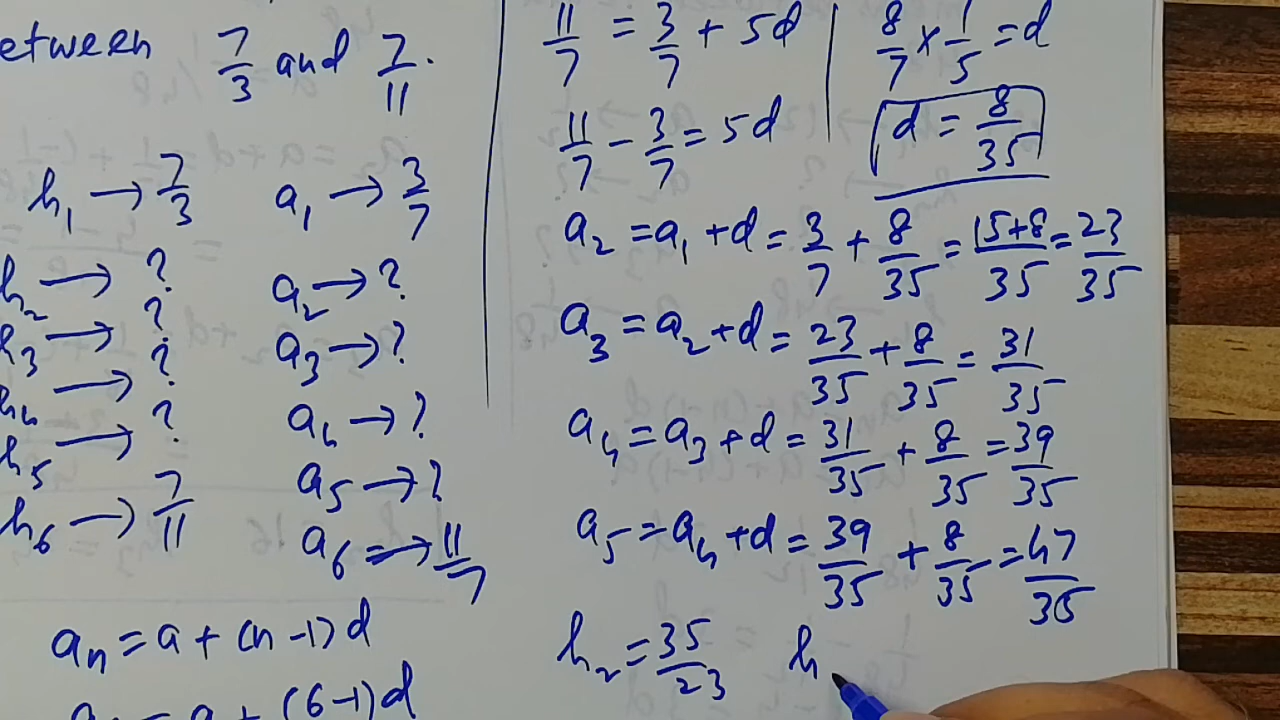 etween 7/3 and 7/11.
h₁ → 7/3 a₁ → 3/7
h₂ → ? a₂ → ?
h₃ → ? a₃ → ?
h₄ → ? a₄ → ?
h₅ → ? a₅ → ?
h₆ → 7/11 a₆ → 11/7
aₙ = a + (n-1)d
= a + (6-1)d
11/7 = 3/7 + 5d
11/7 - 3/7 = 5d
8/7 × 1/5 = d
d = 8/35
a₂ = a₁ + d = 3/7 + 8/35 = (15+8)/35 = 23/35
a₃ = a₂ + d = 23/35 + 8/35 = 31/35
a₄ = a₃ + d = 31/35 + 8/35 = 39/35
a₅ = a₄ + d = 39/35 + 8/35 = 47/35
h₂ = 35/23 h